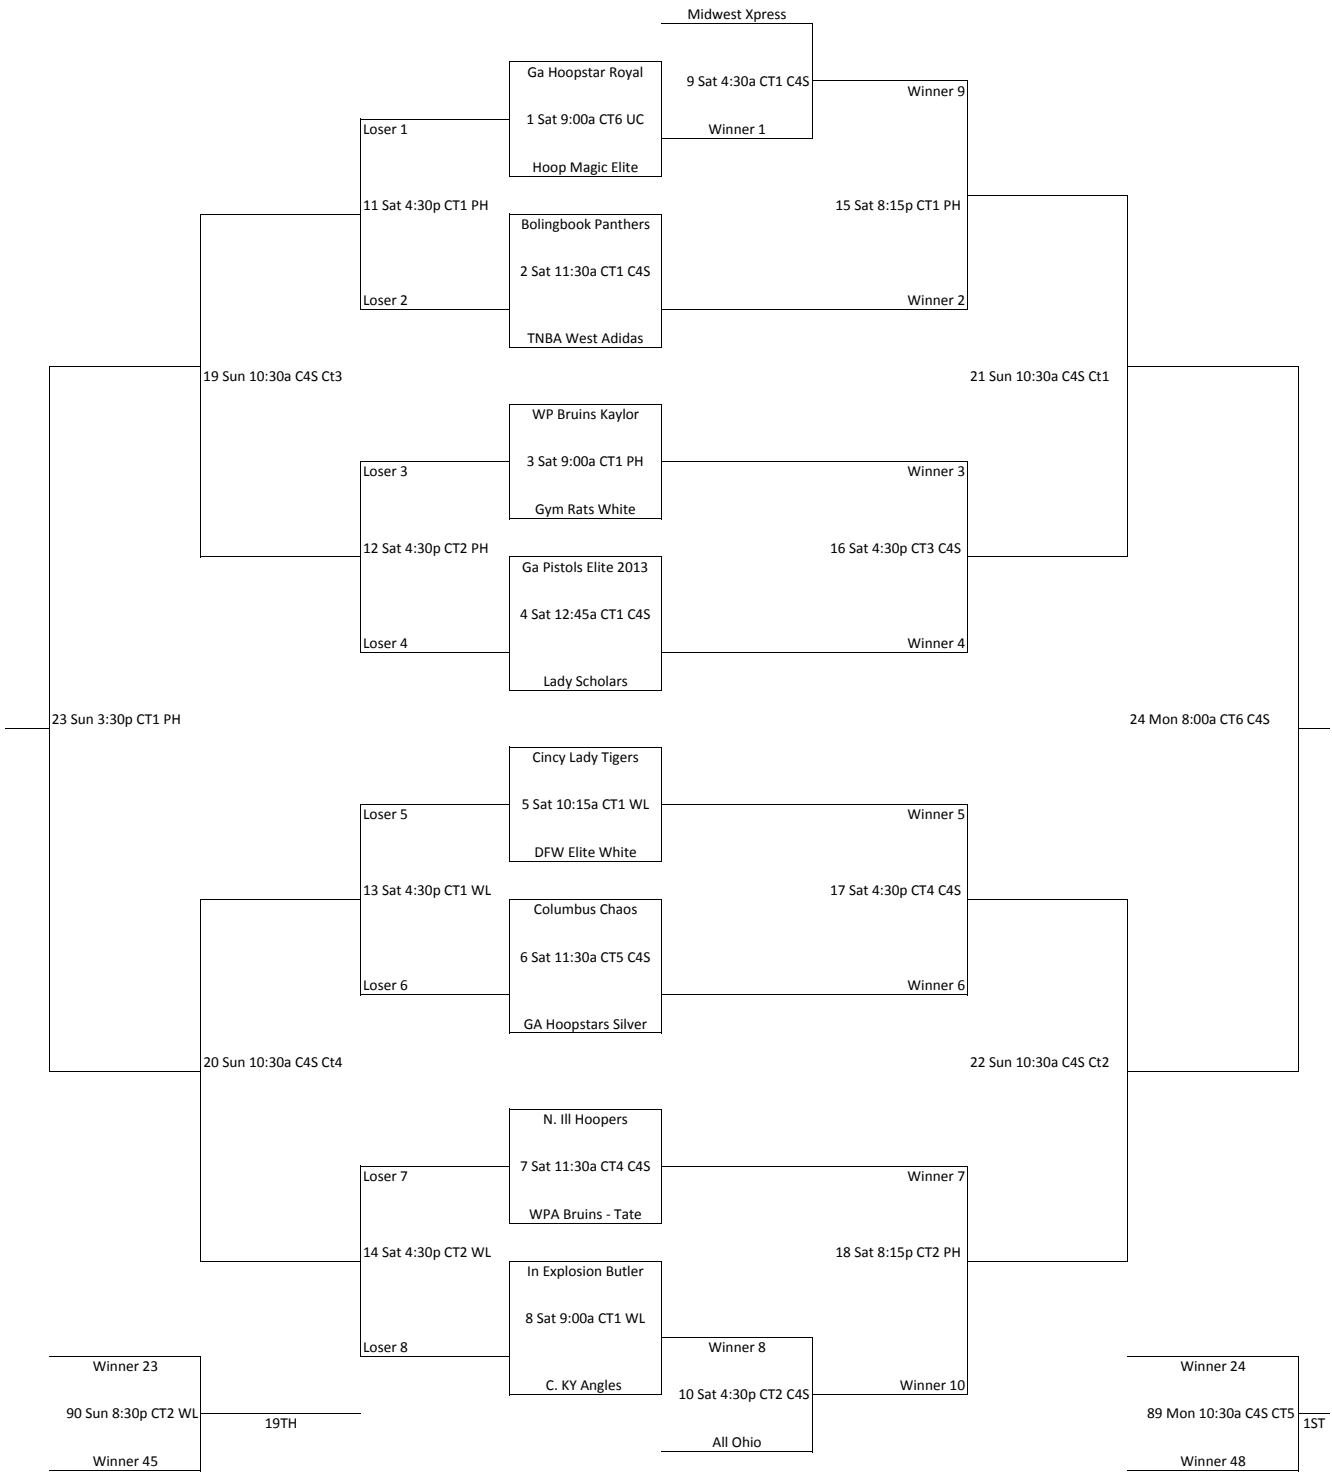 Midwest Xpress
Ga Hoopstar Royal
9 Sat 4:30a CT1 C4S
Winner 9
1 Sat 9:00a CT6 UC
Loser 1
Winner 1
Hoop Magic Elite
11 Sat 4:30p CT1 PH
15 Sat 8:15p CT1 PH
Bolingbook Panthers
2 Sat 11:30a CT1 C4S
Loser 2
Winner 2
TNBA West Adidas
19 Sun 10:30a C4S Ct3
21 Sun 10:30a C4S Ct1
WP Bruins Kaylor
3 Sat 9:00a CT1 PH
Loser 3
Winner 3
Gym Rats White
12 Sat 4:30p CT2 PH
16 Sat 4:30p CT3 C4S
Ga Pistols Elite 2013
4 Sat 12:45a CT1 C4S
Loser 4
Winner 4
Lady Scholars
23 Sun 3:30p CT1 PH
24 Mon 8:00a CT6 C4S
Cincy Lady Tigers
5 Sat 10:15a CT1 WL
Loser 5
Winner 5
DFW Elite White
13 Sat 4:30p CT1 WL
17 Sat 4:30p CT4 C4S
Columbus Chaos
6 Sat 11:30a CT5 C4S
Loser 6
Winner 6
GA Hoopstars Silver
20 Sun 10:30a C4S Ct4
22 Sun 10:30a C4S Ct2
N. Ill Hoopers
7 Sat 11:30a CT4 C4S
Loser 7
Winner 7
WPA Bruins - Tate
14 Sat 4:30p CT2 WL
18 Sat 8:15p CT2 PH
In Explosion Butler
8 Sat 9:00a CT1 WL
Loser 8
Winner 8
Winner 23
Winner 24
C. KY Angles
Winner 10
10 Sat 4:30p CT2 C4S
90 Sun 8:30p CT2 WL
89 Mon 10:30a C4S CT5
19TH
1ST
All Ohio
Winner 45
Winner 48